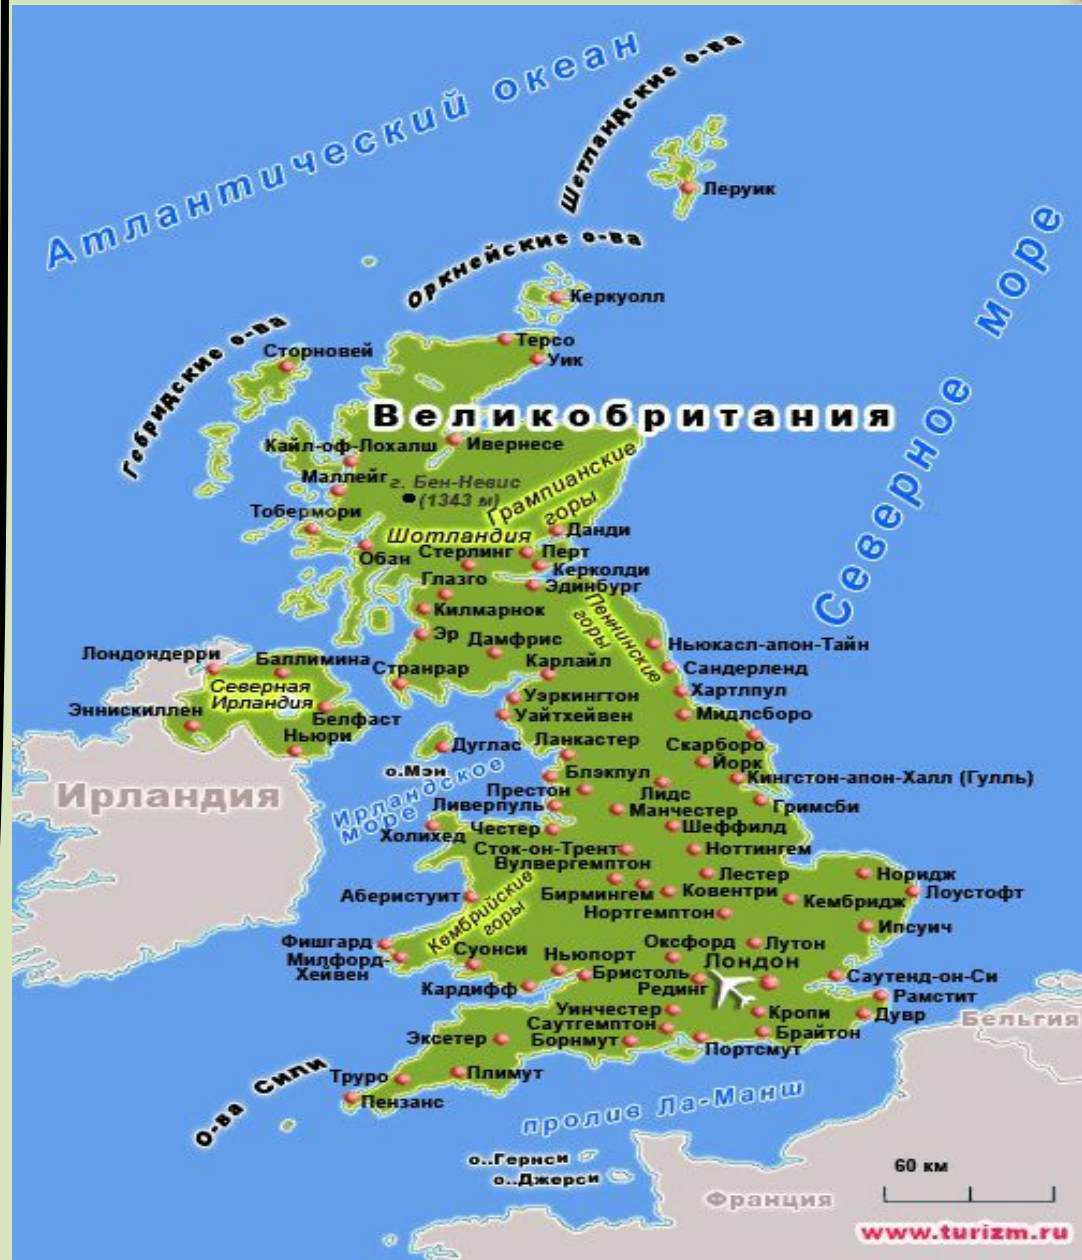 Атлантический океан
Шетландские о-ва
Леруик
Северное море
Оркнейские о-ва
Керкуолл
Гебридские о-ва
Терсо
Сторновей
Уик
Великобритания
Кайл-оф-Лохалш
Ивернесе
Маллейг
г. Бен-Невис
(1343 м)
Грампианские
горы
Тобермори
Шотландия
Данди
Обан
Стерлинг
Перт
Керколди
Глазго
Эдинбург
Килмарнок
Пеннинские
горы
Эр
Дамфрис
Ньюкасл-апон-Тайн
Лондондерри
Баллимина
Странрар
Карлайл
Сандерленд
Северная
Ирландия
Уэркингтон
Хартлпул
Эннискиллен
Белфаст
Уайтхейвен
Мидлсборо
Ньюри
Дуглас
Ланкастер
Скарборо
о.Мэн
Йорк
Блэкпул
Кингстон-апон-Халл (Гулль)
Ирландия
Ирландское
море
Престон
Лидс
Ливерпуль
Манчестер
Гримсби
Холихед
Честер
Шеффилд
Сток-он-Трент
Ноттингем
Вулвергемптон
Лестер
Норидж
Аберистуит
Кембрийские
горы
Бирмингем
Ковентри
Кембридж
Лоустофт
Нортгемптон
Ипсуич
Фишгард
Милфорд-
Хейвен
Суонси
Ньюпорт
Оксфорд
Лутон
Лондон
Кардифф
Бристоль
Рединг
Саутенд-он-Си
Рамстит
Уинчестер
Кропи
Дувр
Бельгия
Саутгемптон
Эксетер
Борнмут
Брайтон
Портсмут
О-ва Сили
Труро
Плимут
Пензанс
пролив Ла-Манш
о..Гернси
о..Джерси
60 км
Франция
www.turizm.ru